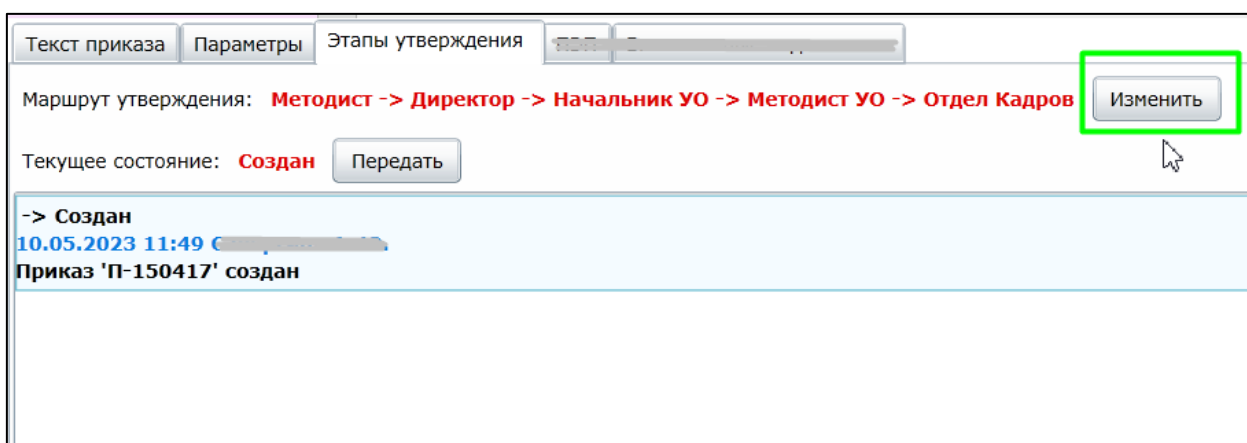 Текст приказа Параметры Этапы утверждения
Маршрут утверждения: Методист -> Директор -> Начальник УО -> Методист УО -> Отдел Кадров Изменить
Текущее состояние: Создан Передать
-> Создан
10.05.2023 11:49
Приказ 'П-150417' создан